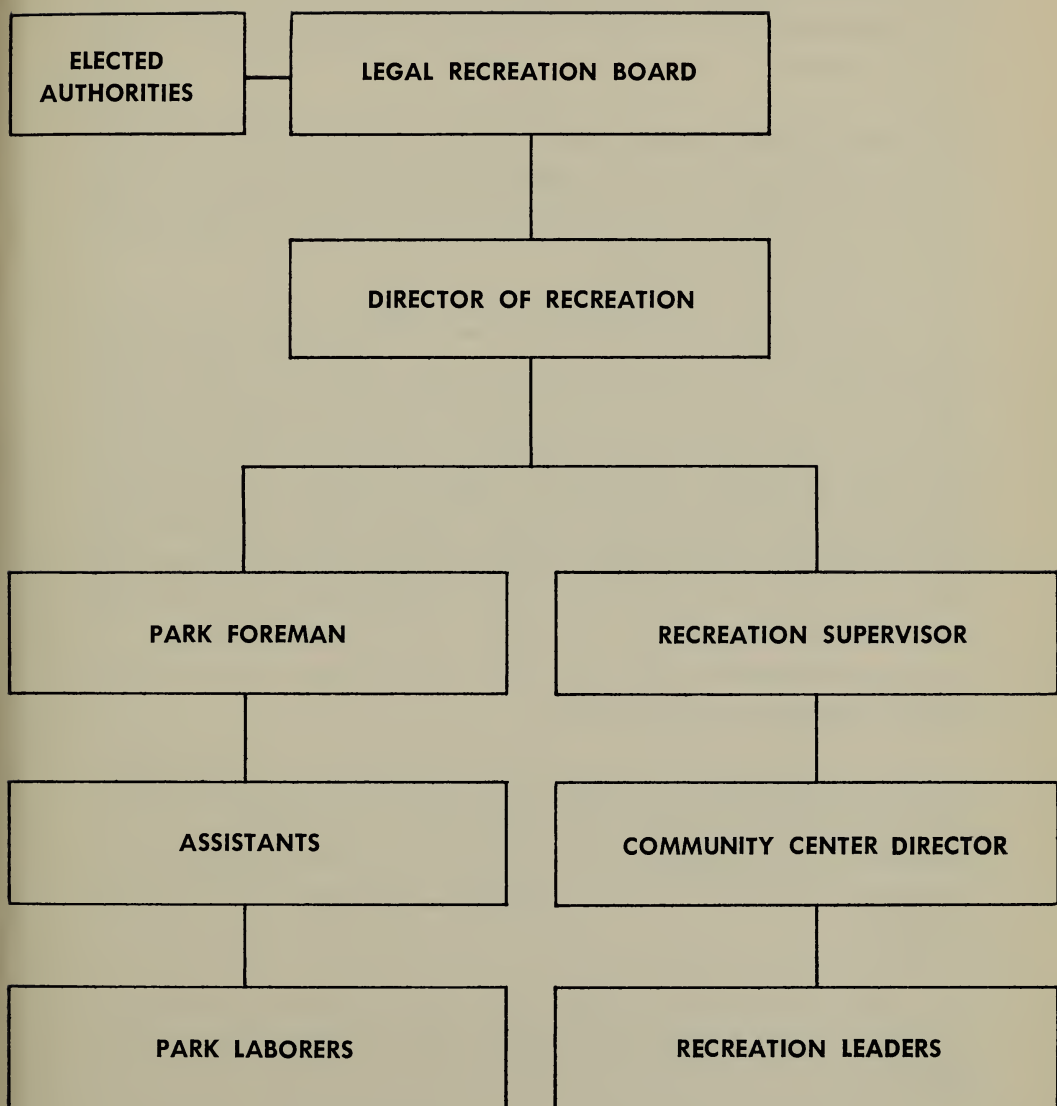 ELECTED
AUTHORITIES
LEGAL RECREATION BOARD
DIRECTOR OF RECREATION
PARK FOREMAN
RECREATION SUPERVISOR
ASSISTANTS
COMMUNITY CENTER DIRECTOR
PARK LABORERS
RECREATION LEADERS